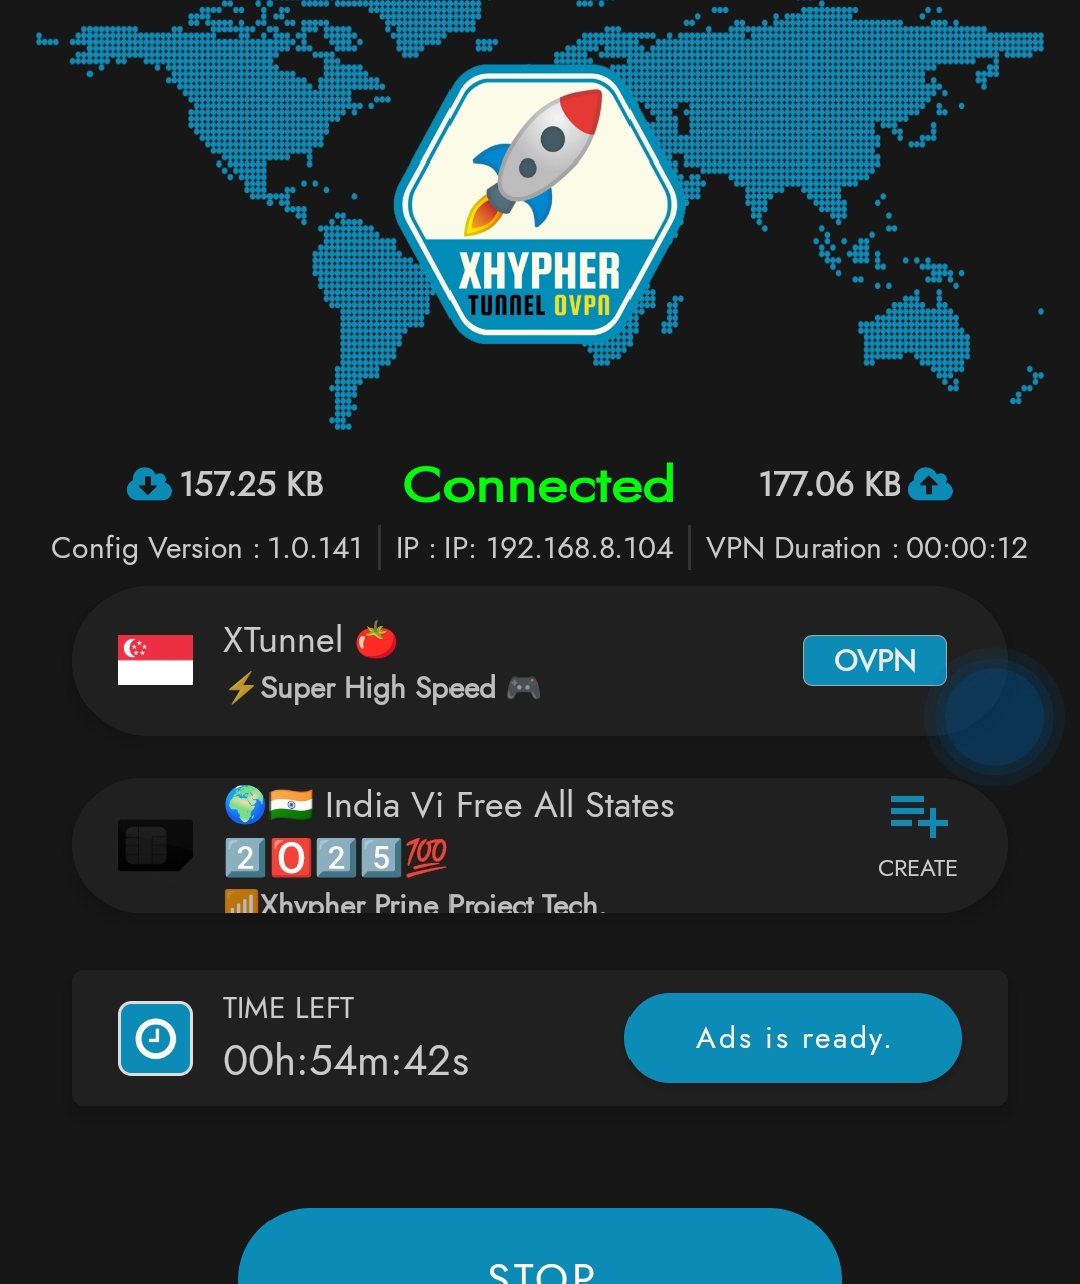 XHYPHER
TUNNEL OVPN
157.25 KB
Connected
177.06 KB
Config Version : 1.0.141
IP : IP: 192.168.8.104
VPN Duration : 00:00:12
XTunnel 🍅
⚡Super High Speed 🎮
OVPN
🌍🇮🇳 India Vi Free All States
2️⃣🅾️2️⃣5️⃣💯
CREATE
📶Xhypher Prine Project Tech.
TIME LEFT
00h:54m:42s
Ads is ready.
STOP